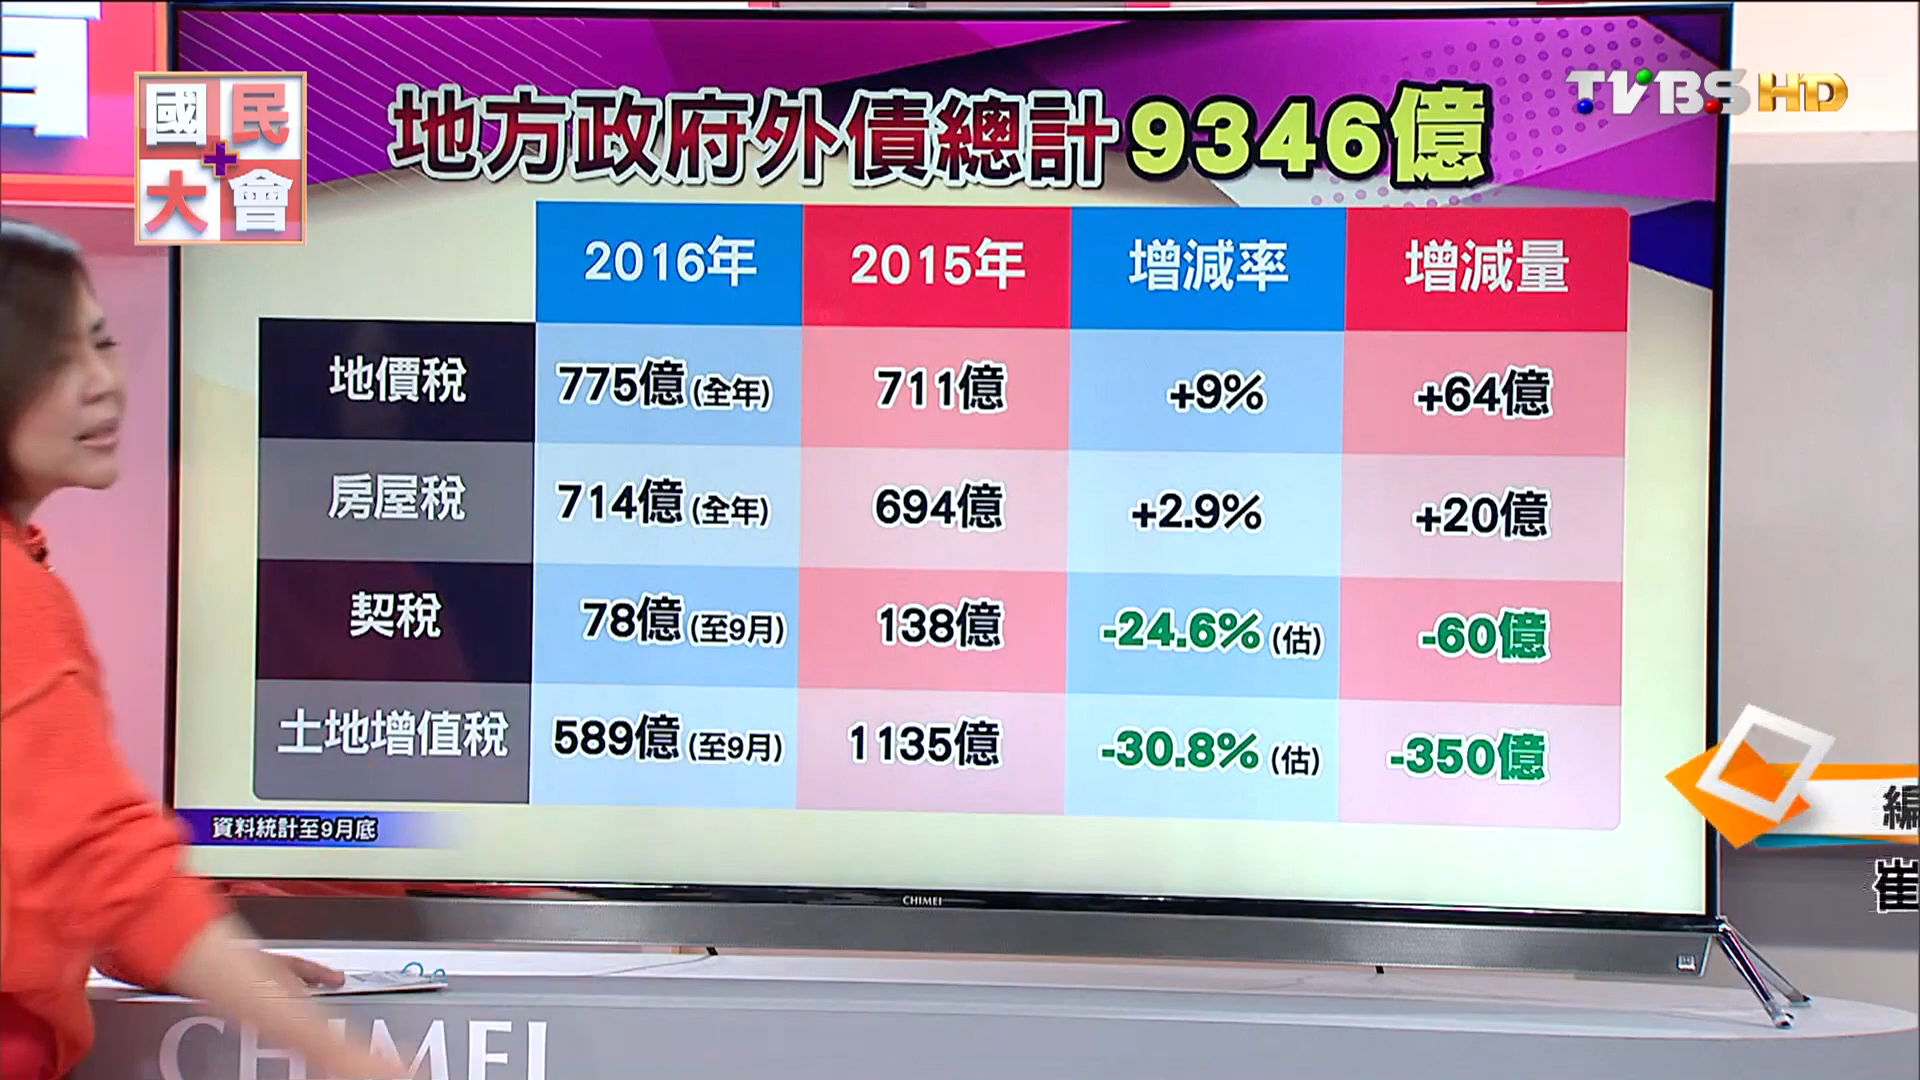 國民
大會
TVBS HD
地方政府外債總計9346億
2016年 2015年 增減率 增減量
地價稅 775億(全年) 711億 +9% +64億
房屋稅 714億(全年) 694億 +2.9% +20億
契稅 78億(至9月) 138億 -24.6%(估) -60億
土地增值稅 589億(至9月) 1135億 -30.8%(估) -350億
資料統計至9月底
編
崔
CHIMEI
CHIMEI